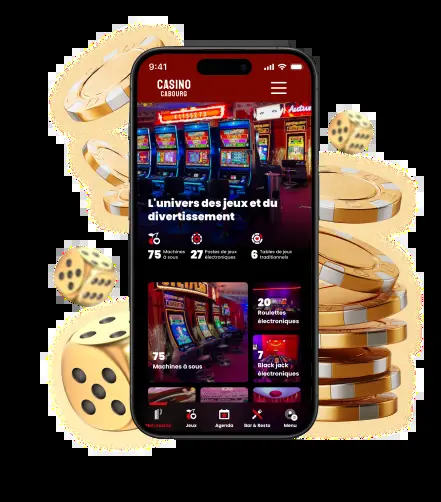 9:41
CASINO
CABOURG
L'univers des jeux et du
divertissement
75 Machines à sous
27 Postes de jeux électroniques
6 Tables de jeux traditionnels
75
Machines à sous
20
Roulettes
électroniques
7
Black jack
électroniques
Jeux
Agenda
Bar & Resto
Menu